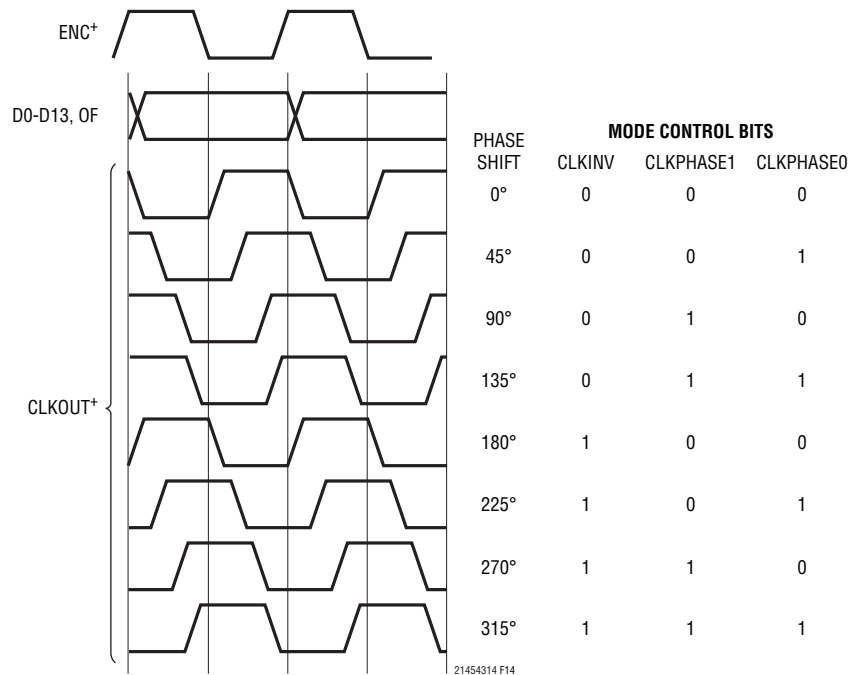 ENC+
D0-D13, OF
CLKOUT+
MODE CONTROL BITS
PHASE
SHIFT CLKINV CLKPHASE1 CLKPHASE0
0° 0 0 0
45° 0 0 1
90° 0 1 0
135° 0 1 1
180° 1 0 0
225° 1 0 1
270° 1 1 0
315° 1 1 1
21454314 F14